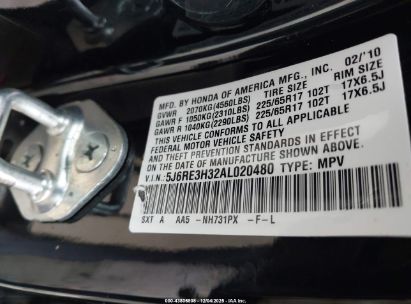 MFD. BY HONDA OF AMERICA MFG., INC. 02/'10
GVWR 2070KG(4560LBS) TIRE SIZE RIM SIZE
GAWR F 1050KG(2310LBS) 225/65R17 102T 17X6.5J
GAWR R 1040KG(2290LBS) 225/65R17 102T 17X6.5J
THIS VEHICLE CONFORMS TO ALL APPLICABLE
FEDERAL MOTOR VEHICLE SAFETY
STANDARDS IN EFFECT ON THE DATE OF
MANUFACTURE SHOWN ABOVE.
V.I.N.: 5J6RE3H32AL020480 TYPE: MPV
SXT A AA5 -NH731PX -F-L